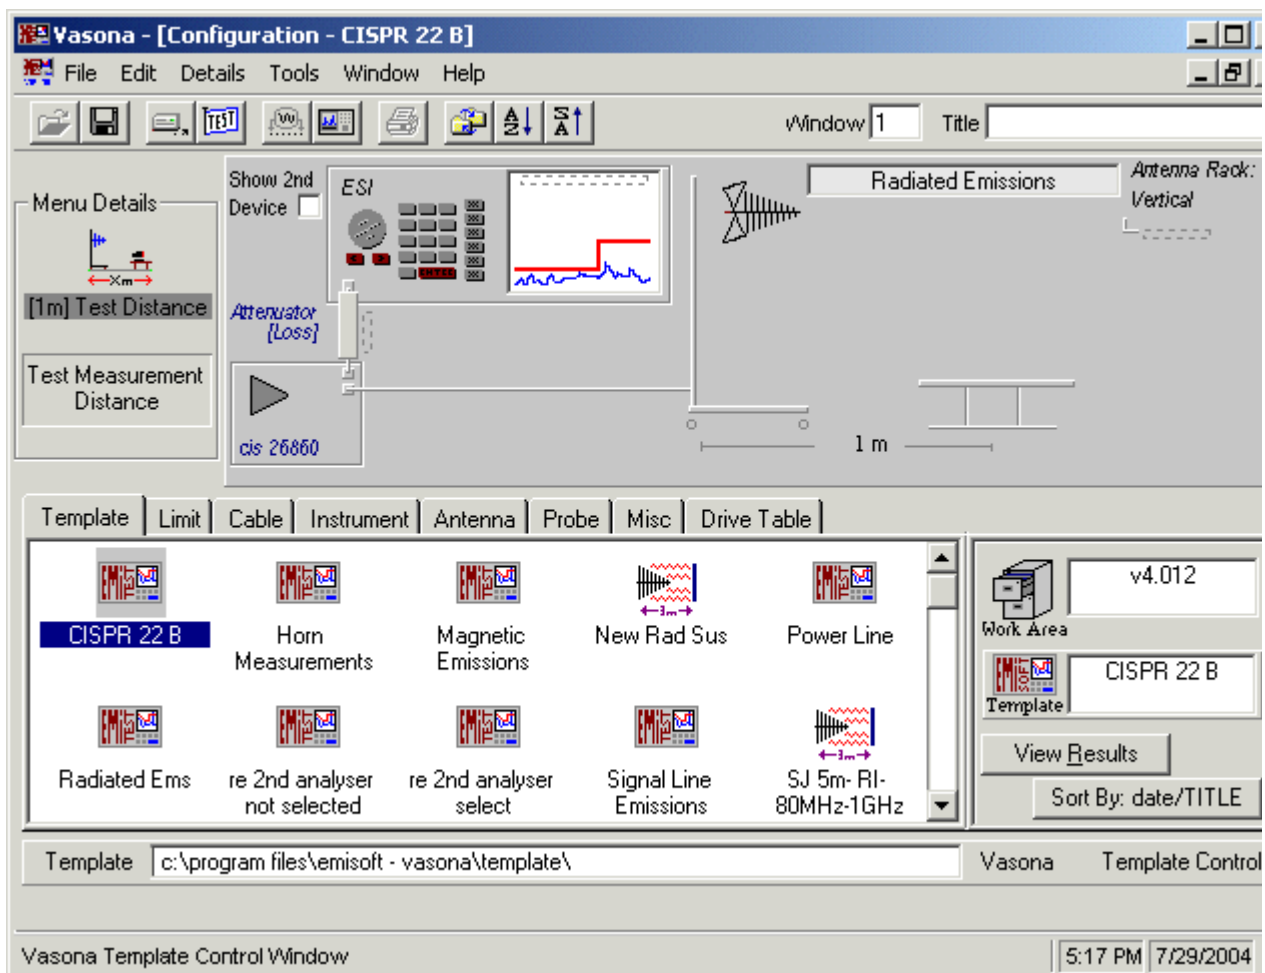 Vasona - [Configuration - CISPR 22 B]
File Edit Details Tools Window Help
TEST
Window 1 Title
Menu Details
Xm
[1m] Test Distance
Test Measurement
Distance
Show 2nd
Device
ESI
ENTER
Attenuator
[Loss]
cis 26860
Radiated Emissions
Antenna Rack:
Vertical
1 m
Template Limit Cable Instrument Antenna Probe Misc Drive Table
CISPR 22 B
Horn
Measurements
Magnetic
Emissions
3m
New Rad Sus
Power Line
Radiated Ems
re 2nd analyser
not selected
re 2nd analyser
select
Signal Line
Emissions
3m
SJ 5m- RI-
80MHz-1GHz
v4.012
Work Area
CISPR 22 B
Template
View Results
Sort By: date/TITLE
Template c:\program files\emisoft - vasona\template\ Vasona Template Control
Vasona Template Control Window 5:17 PM 7/29/2004